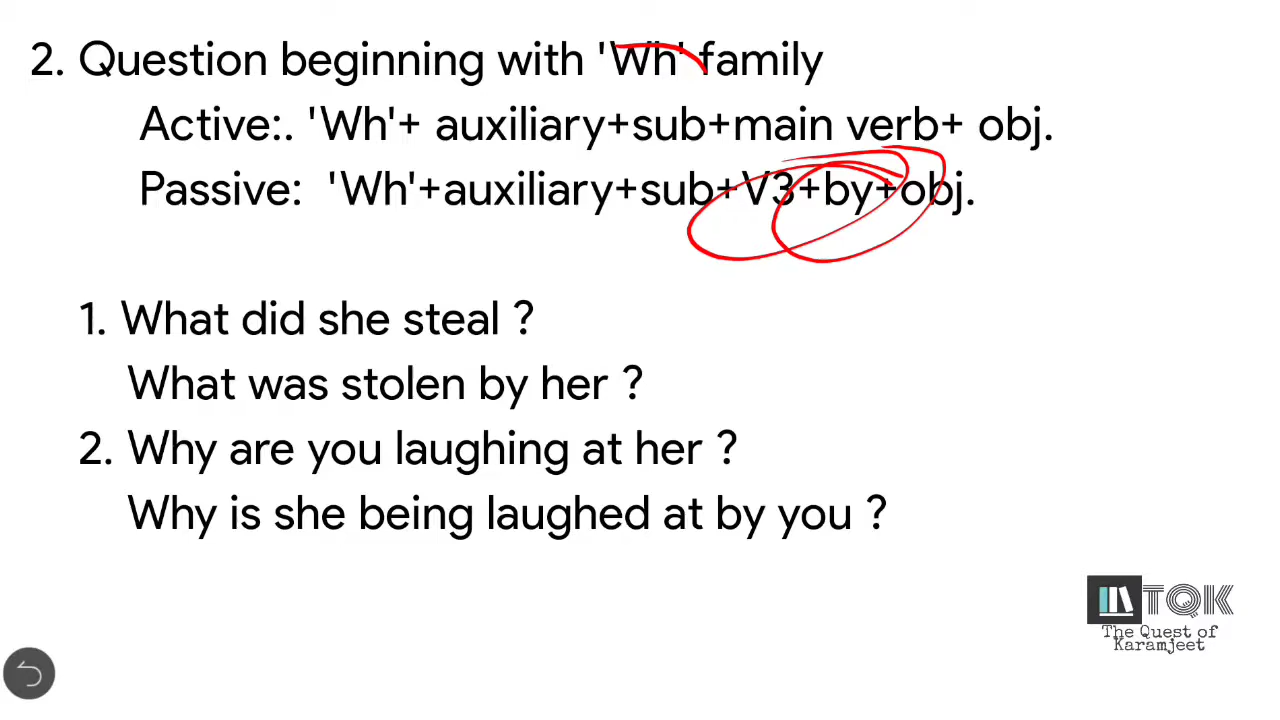 2. Question beginning with 'Wh' family
Active:. 'Wh'+ auxiliary+sub+main verb+ obj.
Passive: 'Wh'+auxiliary+sub+V3+by+obj.
1. What did she steal ?
What was stolen by her ?
2. Why are you laughing at her ?
Why is she being laughed at by you ?
TQK
The Quest of
Karamjeet